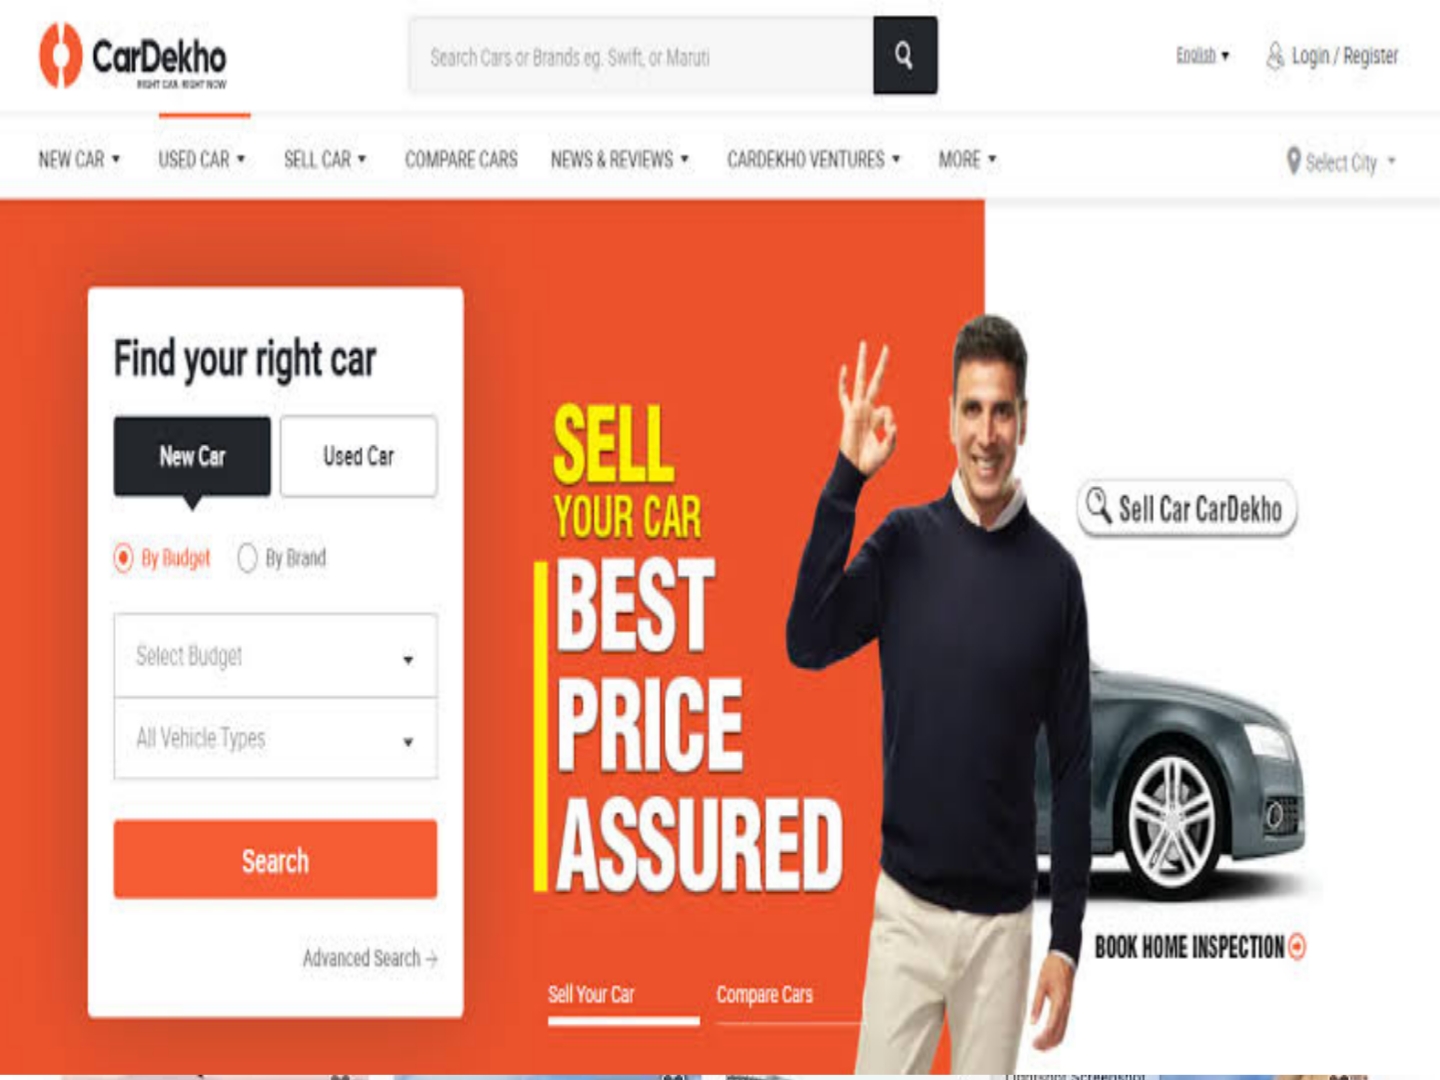 CarDekho
RIGHT CAR. RIGHT NOW
Search Cars or Brands eg. Swift, or Maruti
English
Login / Register
NEW CAR
USED CAR
SELL CAR
COMPARE CARS
NEWS & REVIEWS
CARDEKHO VENTURES
MORE
Select City
Find your right car
New Car
Used Car
By Budget
By Brand
Select Budget
All Vehicle Types
Search
Advanced Search
SELL
YOUR CAR
BEST
PRICE
ASSURED
Sell Your Car
Compare Cars
Sell Car CarDekho
BOOK HOME INSPECTION